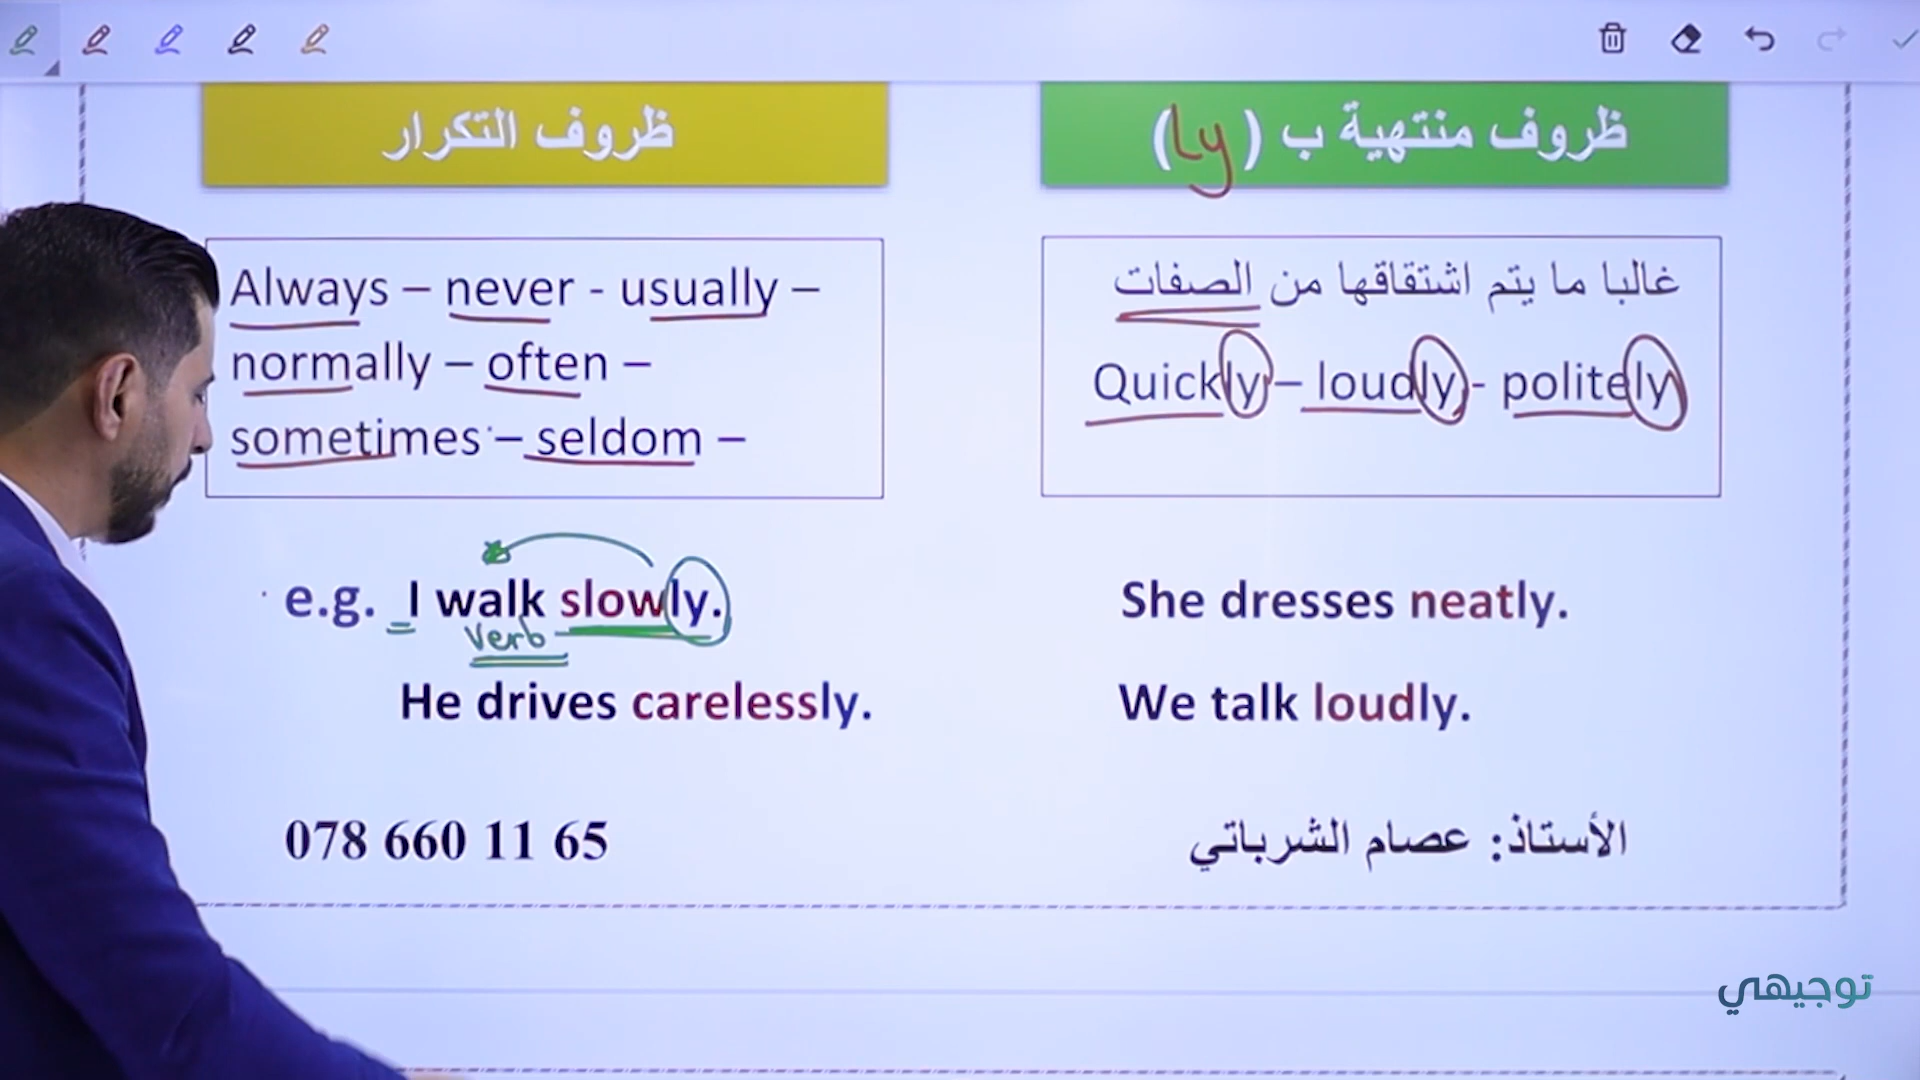 ظروف منتهية ب (ly)
غالبا ما يتم اشتقاقها من الصفات
Quickly – loudly - politely
ظروف التكرار
Always – never - usually –
normally – often –
sometimes – seldom –
e.g. I walk slowly.
verb
He drives carelessly.
She dresses neatly.
We talk loudly.
078 660 11 65
الأستاذ: عصام الشرباتي
توجيهي